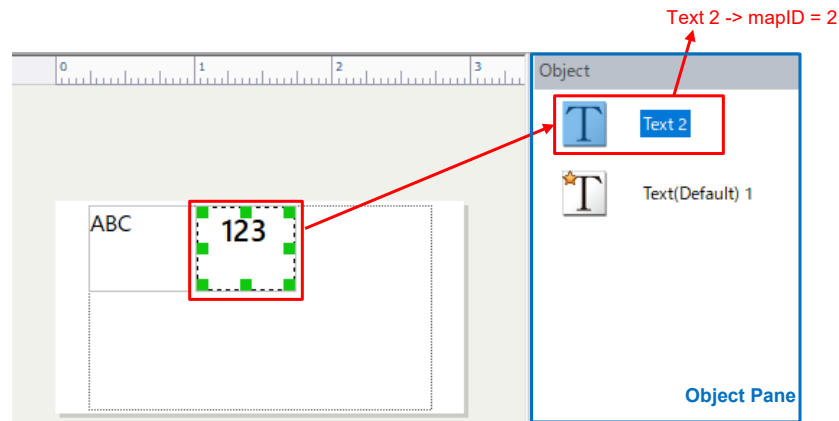 Text 2 -> mapID = 2
0 1 2 3
Object
Text 2
Text(Default) 1
ABC
123
Object Pane